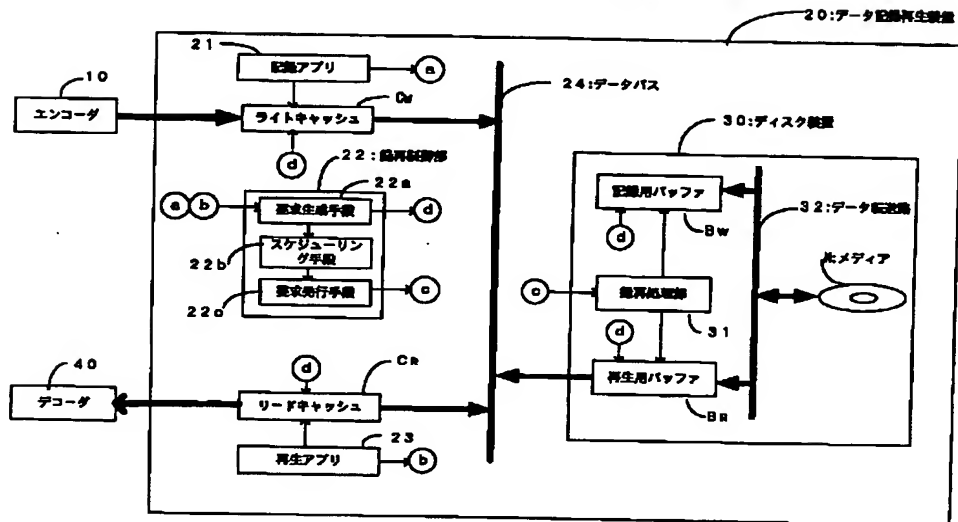 20:データ記録再生装置
21
記録アプリ
a
10
エンコーダ
CW
ライトキャッシュ
24:データバス
d
30:ディスク装置
22:録再制御部
22a
a
b
要求生成手段
d
記録用バッファ
32:データ転送路
BW
d
22b
スケジューリング手段
メディア
22c
要求発行手段
c
c
録再処理部
31
d
40
デコーダ
d
CR
リードキャッシュ
再生用バッファ
BR
23
再生アプリ
b